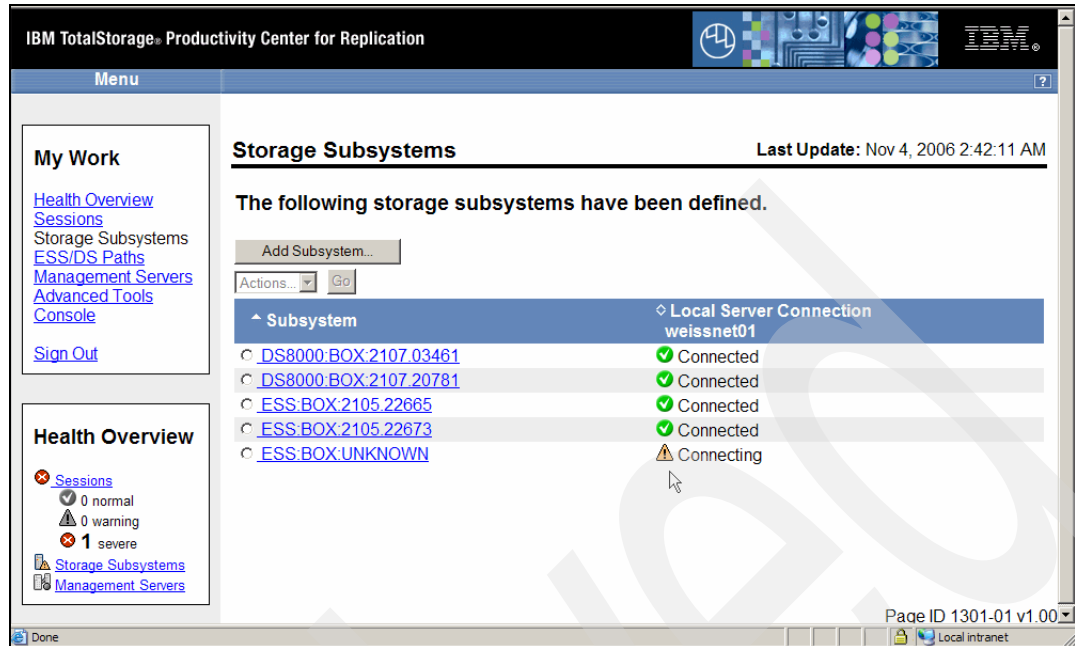 IBM TotalStorage® Productivity Center for Replication
IBM®
Menu
?
My Work
Health Overview
Sessions
Storage Subsystems
ESS/DS Paths
Management Servers
Advanced Tools
Console
Sign Out
Health Overview
Sessions
0 normal
0 warning
1 severe
Storage Subsystems
Management Servers
Storage Subsystems
Last Update: Nov 4, 2006 2:42:11 AM
The following storage subsystems have been defined.
Add Subsystem...
Actions... Go
Subsystem Local Server Connection
weissnet01
DS8000:BOX:2107.03461 Connected
DS8000:BOX:2107.20781 Connected
ESS:BOX:2105.22665 Connected
ESS:BOX:2105.22673 Connected
ESS:BOX:UNKNOWN Connecting
Page ID 1301-01 v1.00
Done Local intranet